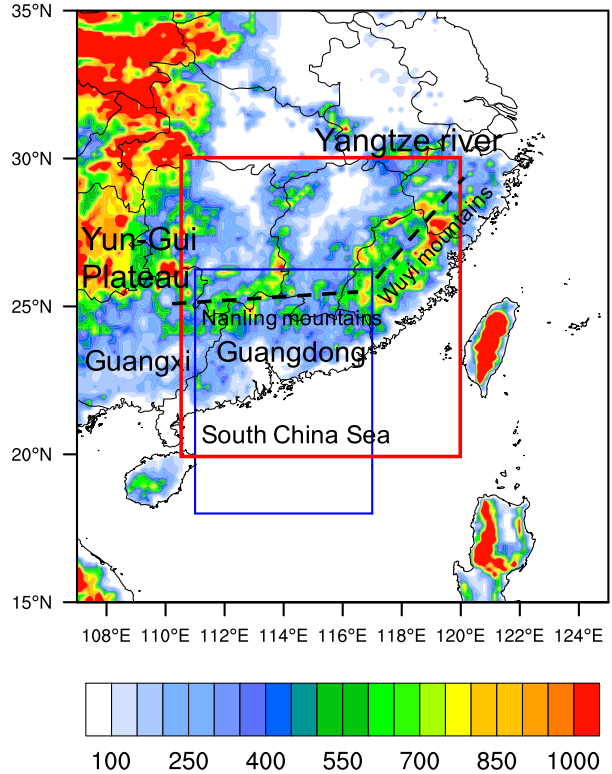 35°N
30°N
25°N
20°N
15°N
Yangtze river
Yun-Gui
Plateau
Wuyi mountains
Nanling mountains
Guangxi
Guangdong
South China Sea
108°E 110°E 112°E 114°E 116°E 118°E 120°E 122°E 124°E
100 250 400 550 700 850 1000